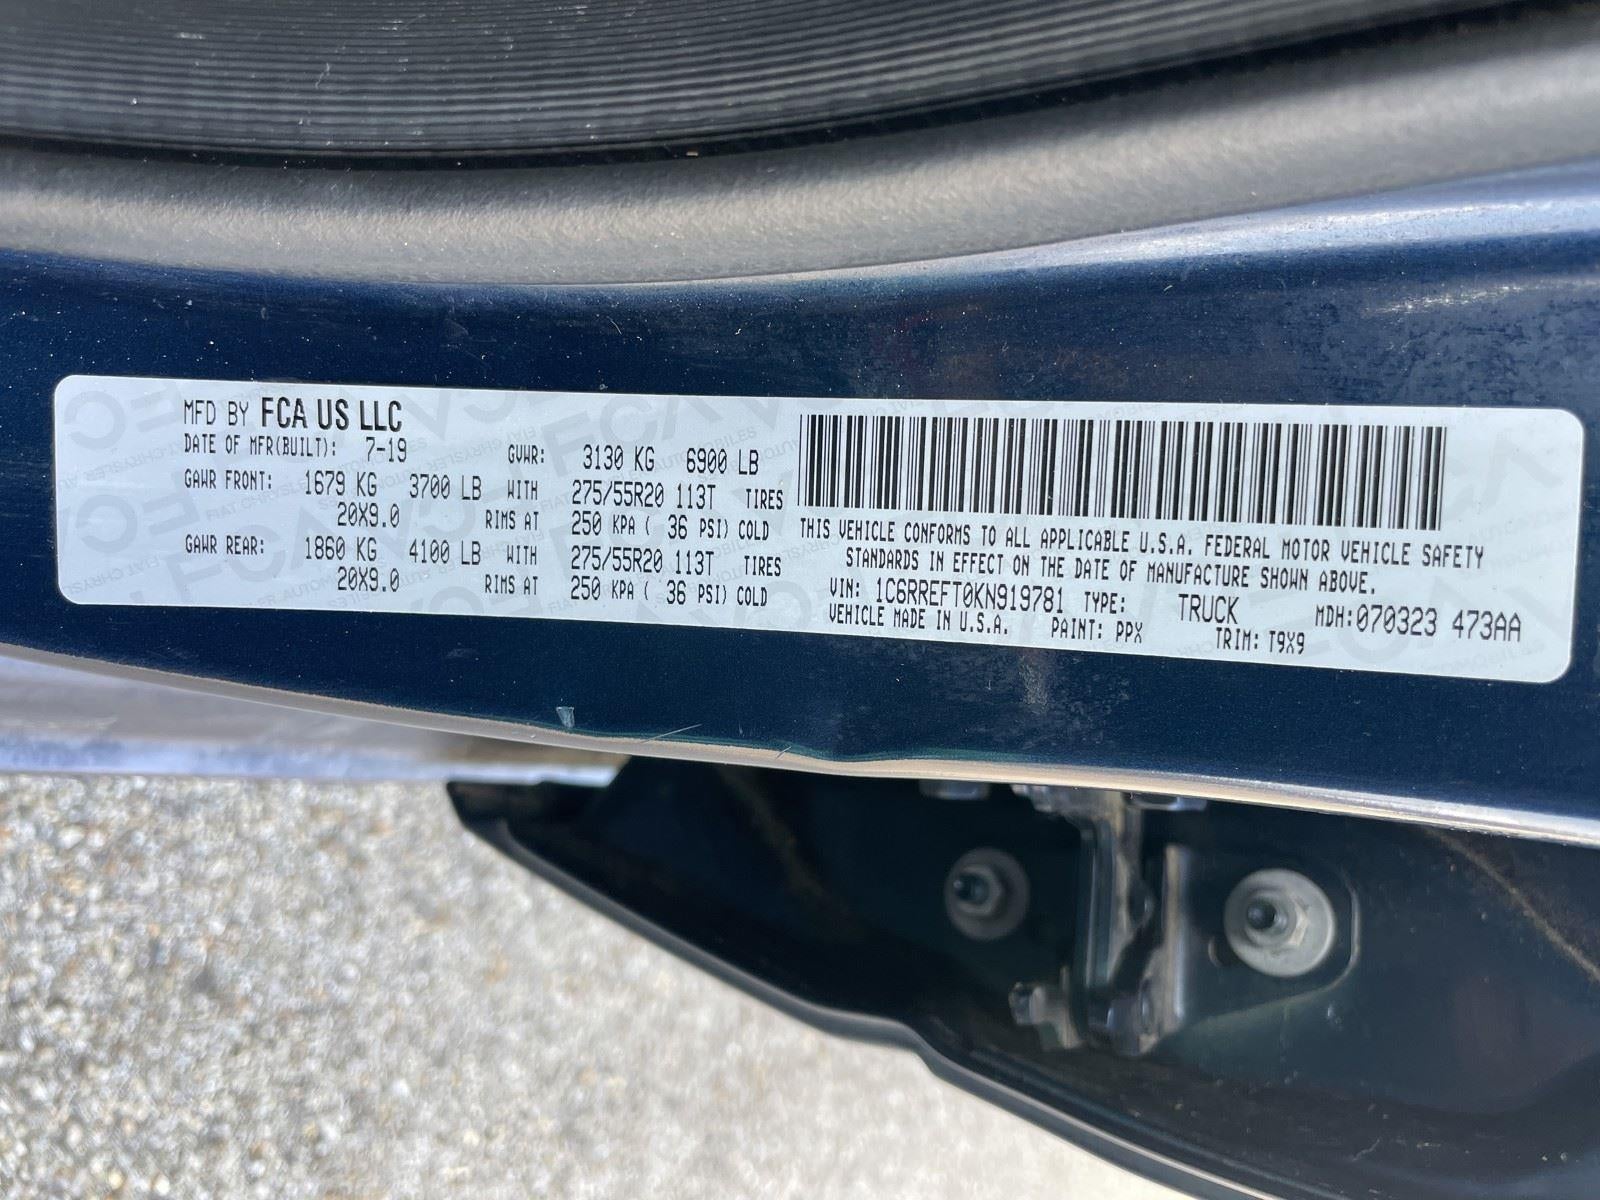 MFD BY FCA US LLC
DATE OF MFR(BUILT): 7-19 GVWR: 3130 KG 6900 LB
GAWR FRONT: 1679 KG 3700 LB WITH 275/55R20 113T TIRES
20X9.0 RIMS AT 250 KPA ( 36 PSI) COLD
GAWR REAR: 1860 KG 4100 LB WITH 275/55R20 113T TIRES
20X9.0 RIMS AT 250 KPA ( 36 PSI) COLD
THIS VEHICLE CONFORMS TO ALL APPLICABLE U.S.A. FEDERAL MOTOR VEHICLE SAFETY
STANDARDS IN EFFECT ON THE DATE OF MANUFACTURE SHOWN ABOVE.
VIN: 1C6RREFT0KN919781 TYPE: TRUCK MDH:070323 473AA
VEHICLE MADE IN U.S.A. PAINT: PPX TRIM: T9X9